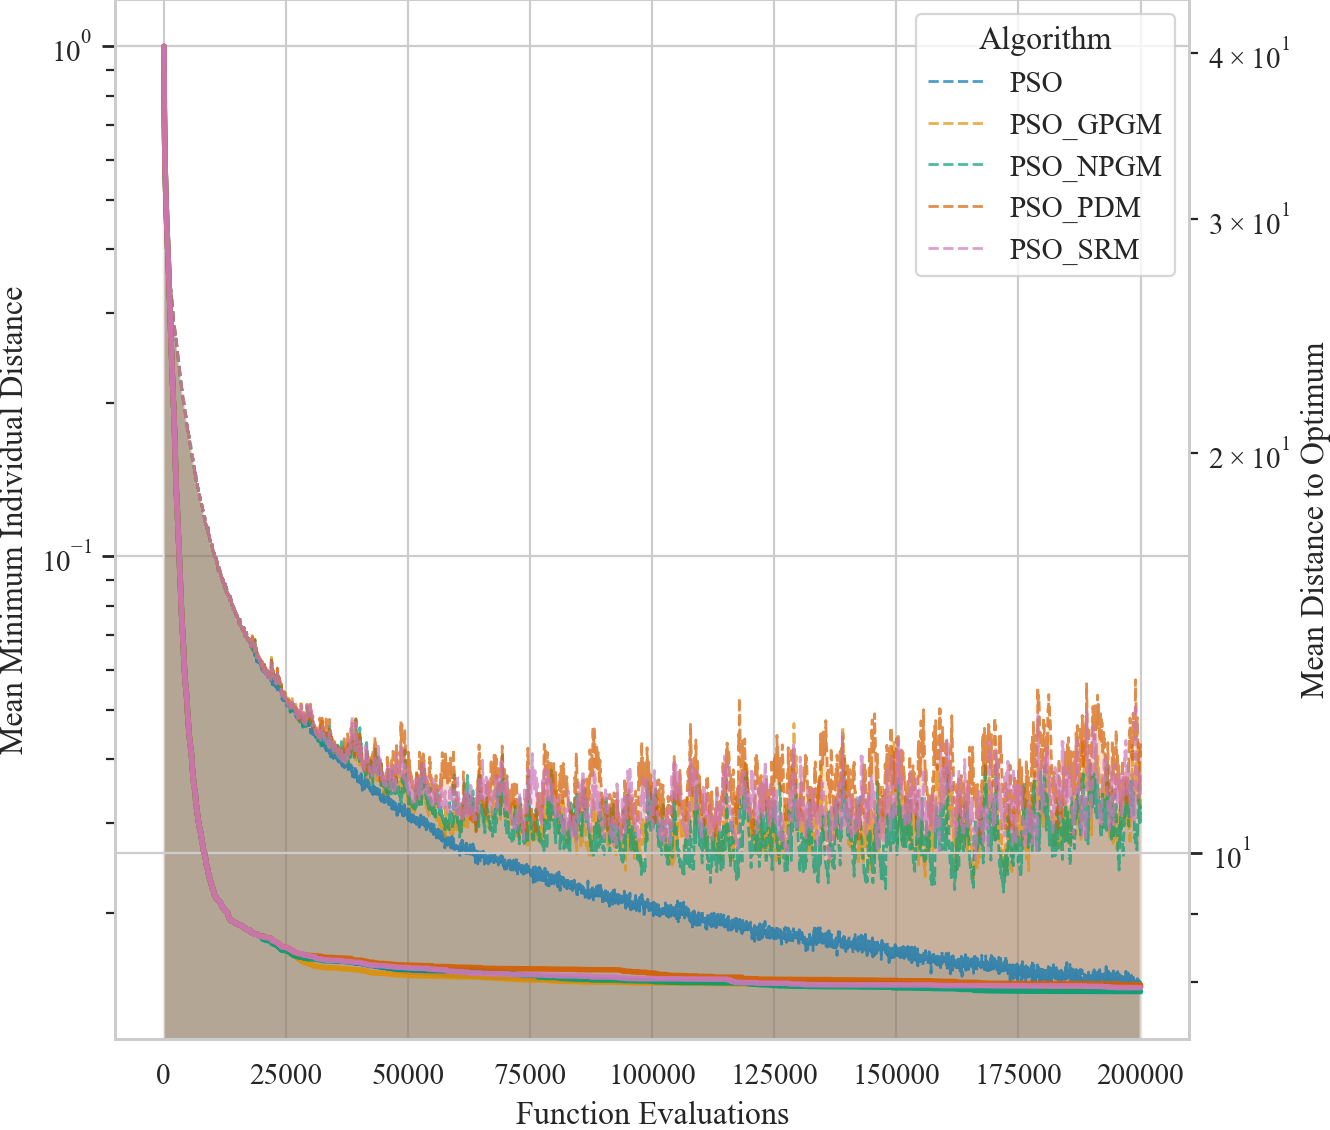 Mean Minimum Individual Distance
10⁰
10⁻¹
Algorithm
PSO
PSO_GPGM
PSO_NPGM
PSO_PDM
PSO_SRM
4 × 10¹
3 × 10¹
2 × 10¹
10¹
Mean Distance to Optimum
0 25000 50000 75000 100000 125000 150000 175000 200000
Function Evaluations